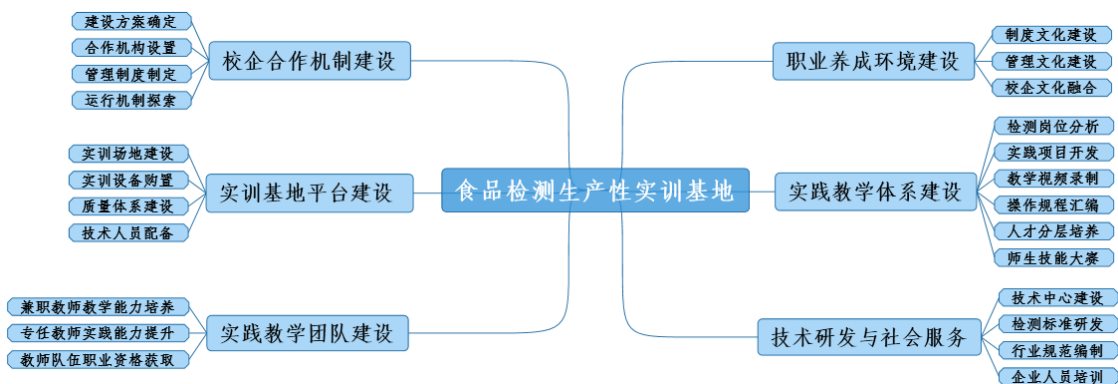 建设方案确定
合作机构设置
管理制度制定
运行机制探索
校企合作机制建设
实训场地建设
实训设备购置
质量体系建设
技术人员配备
实训基地平台建设
兼职教师教学能力培养
专任教师实践能力提升
教师队伍职业资格获取
实践教学团队建设
食品检测生产性实训基地
职业养成环境建设
制度文化建设
管理文化建设
校企文化融合
实践教学体系建设
检测岗位分析
实践项目开发
教学视频录制
操作规程汇编
人才分层培养
师生技能大赛
技术研发与社会服务
技术中心建设
检测标准研发
行业规范编制
企业人员培训